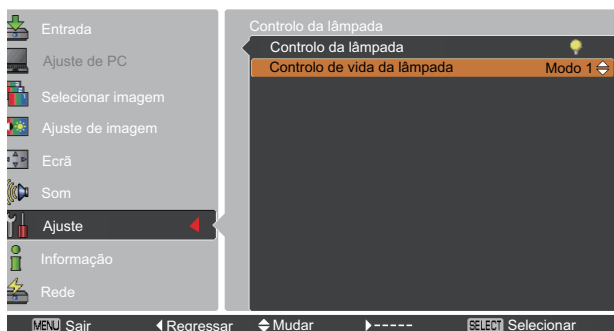 Entrada
Ajuste de PC
Selecionar imagem
Ajuste de imagem
Ecrã
Som
Ajuste
Informação
Rede
Controlo da lâmpada
Controlo da lâmpada
Controlo de vida da lâmpada Modo 1
MENU Sair Regressar Mudar ----- SELECT Selecionar